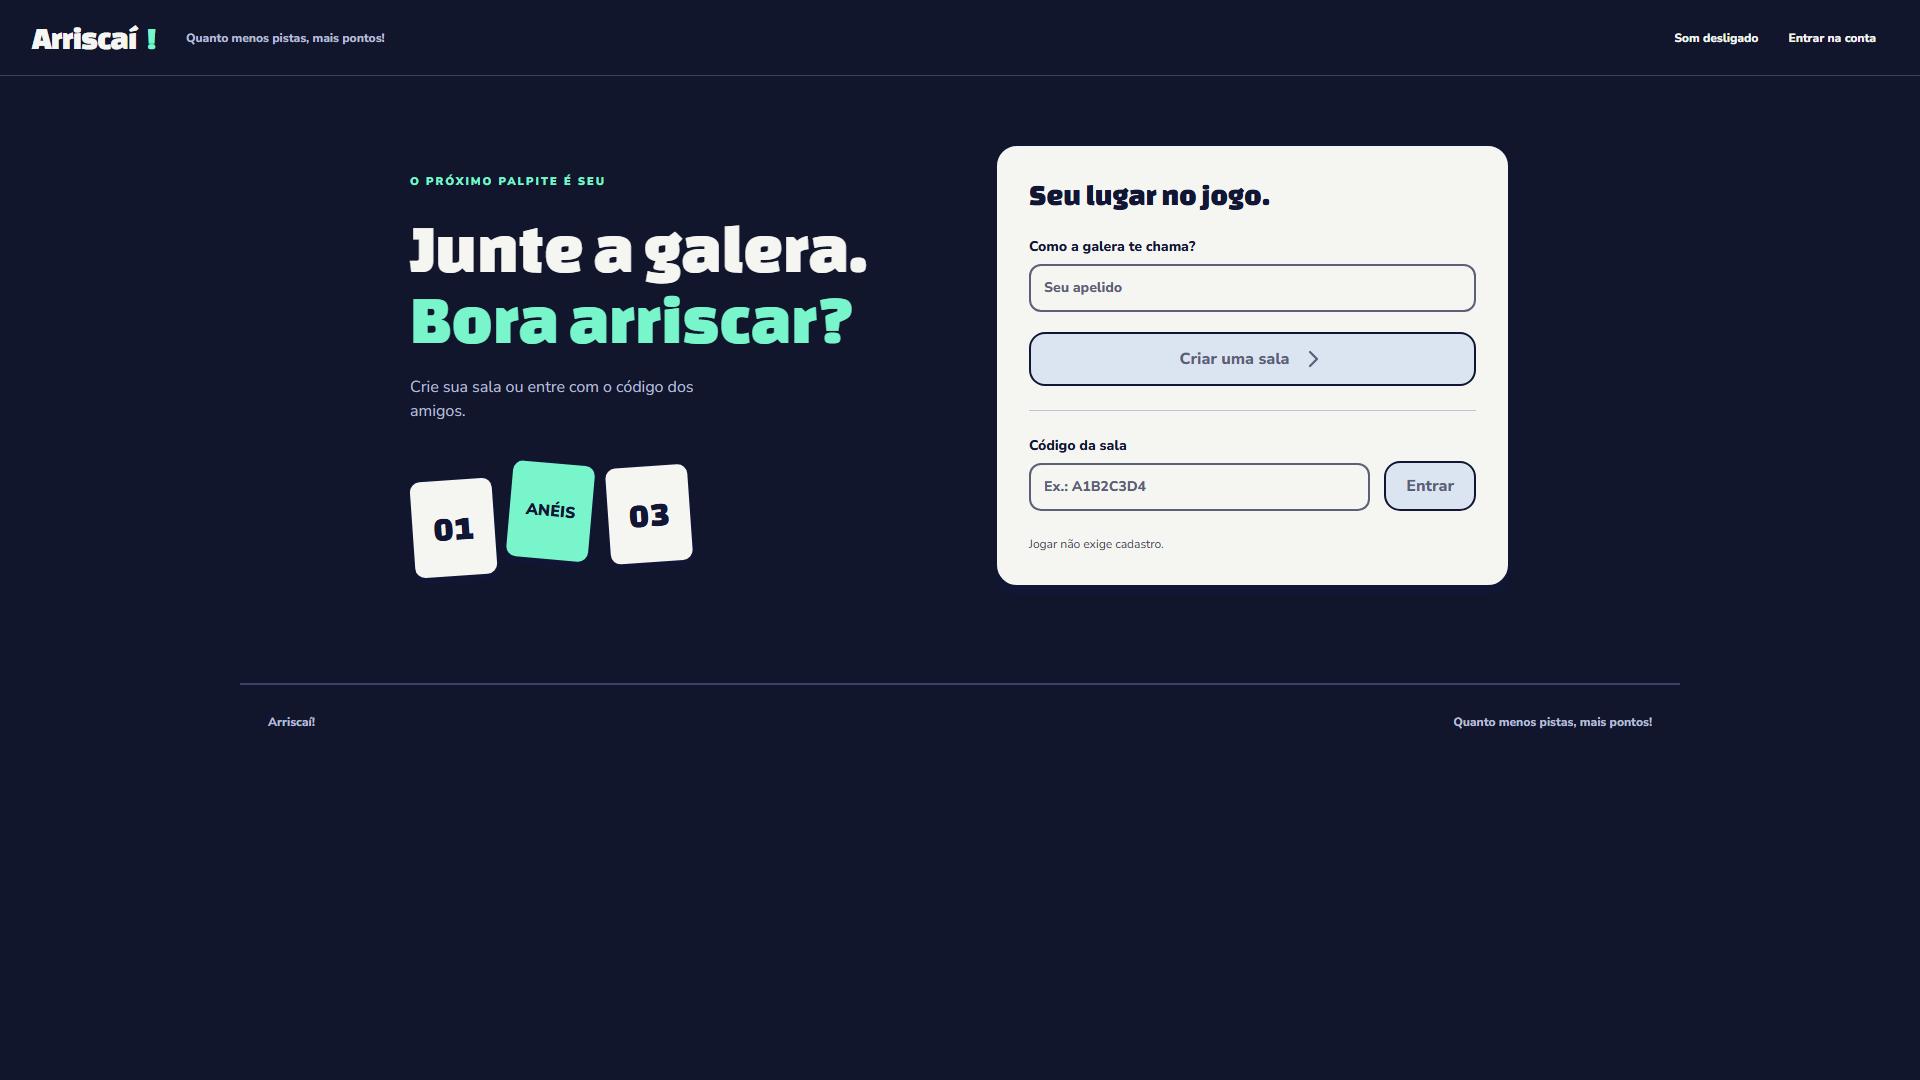 Arriscaí !
Quanto menos pistas, mais pontos!
Som desligado
Entrar na conta
O PRÓXIMO PALPITE É SEU
Junte a galera.
Bora arriscar?
Crie sua sala ou entre com o código dos
amigos.
01
ANÉIS
03
Seu lugar no jogo.
Como a galera te chama?
Seu apelido
Criar uma sala
Código da sala
Ex.: A1B2C3D4
Entrar
Jogar não exige cadastro.
Arriscaí!
Quanto menos pistas, mais pontos!